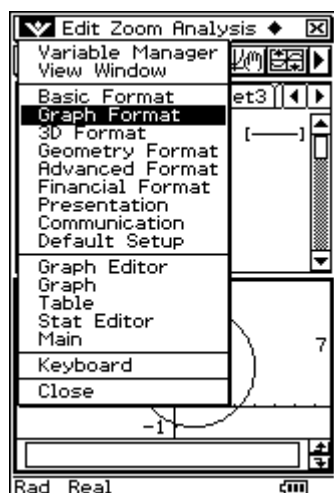 Edit Zoom Analysis ◆
Variable Manager
View Window
Basic Format
et3
Graph Format
3D Format
Geometry Format
Advanced Format
Financial Format
Presentation
Communication
Default Setup
Graph Editor
Graph
Table
Stat Editor
Main
7
Keyboard
Close
-1
Rad Real